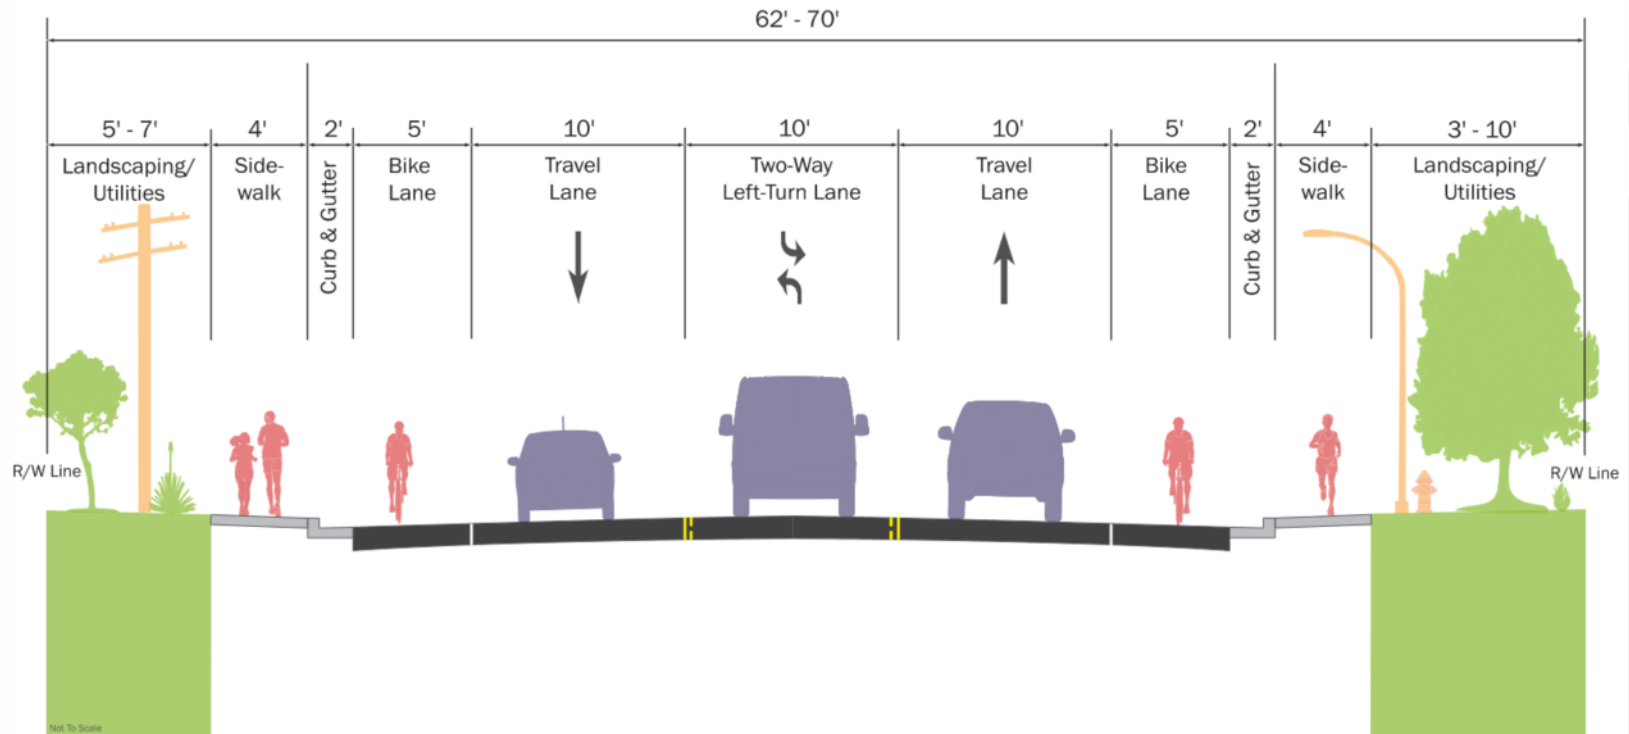 62' - 70'
5' - 7'
4'
2'
5'
10'
10'
10'
5'
2'
4'
3' - 10'
Landscaping/
Utilities
Side-
walk
Curb & Gutter
Bike
Lane
Travel
Lane
Two-Way
Left-Turn Lane
Travel
Lane
Bike
Lane
Curb & Gutter
Side-
walk
Landscaping/
Utilities
R/W Line
R/W Line
Not To Scale